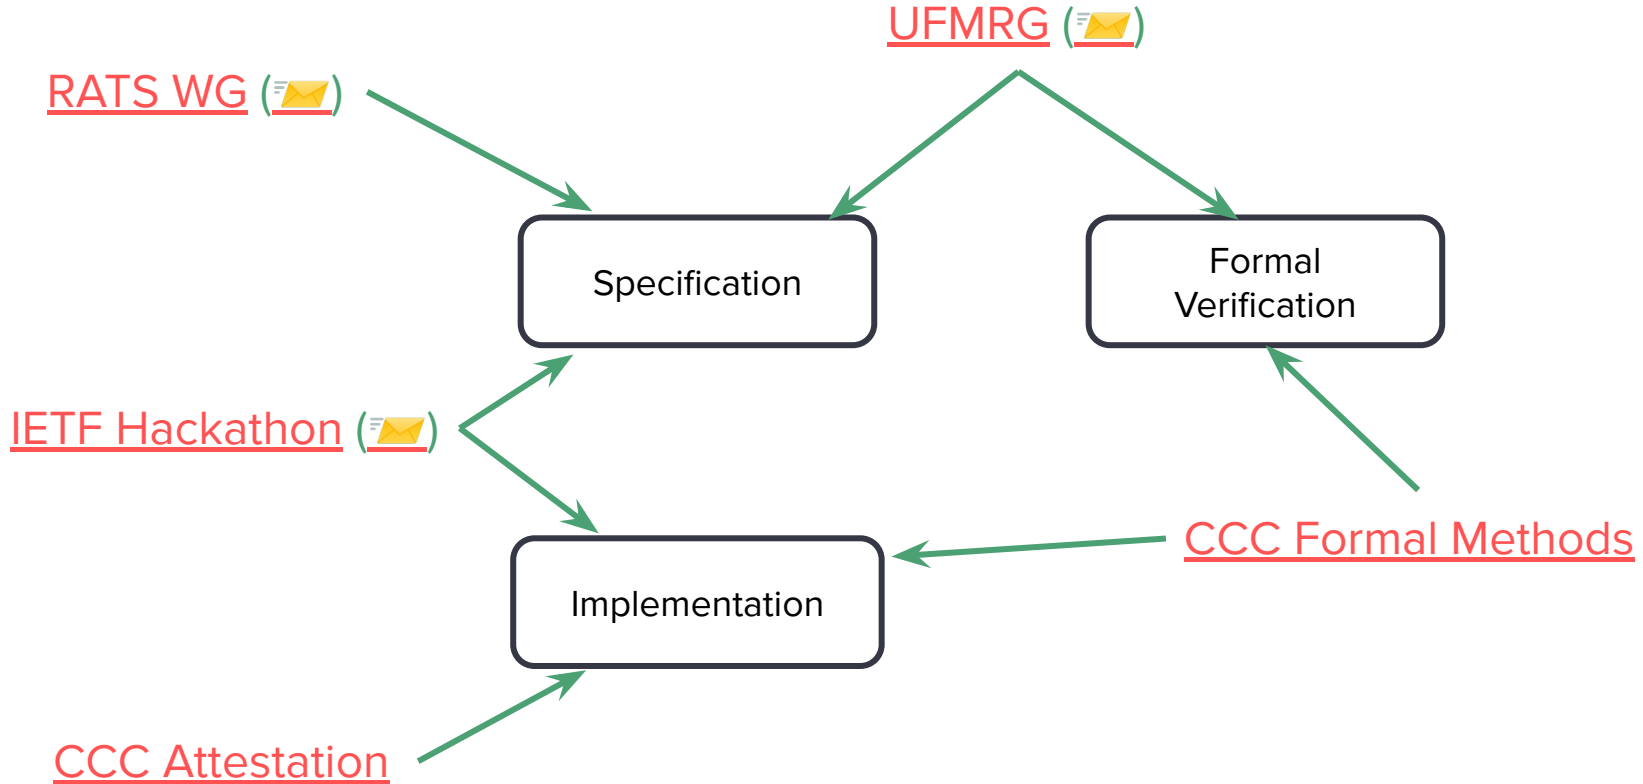 UFMRG (📨)
RATS WG (📨)
Specification
Formal
Verification
IETF Hackathon (📨)
CCC Formal Methods
Implementation
CCC Attestation